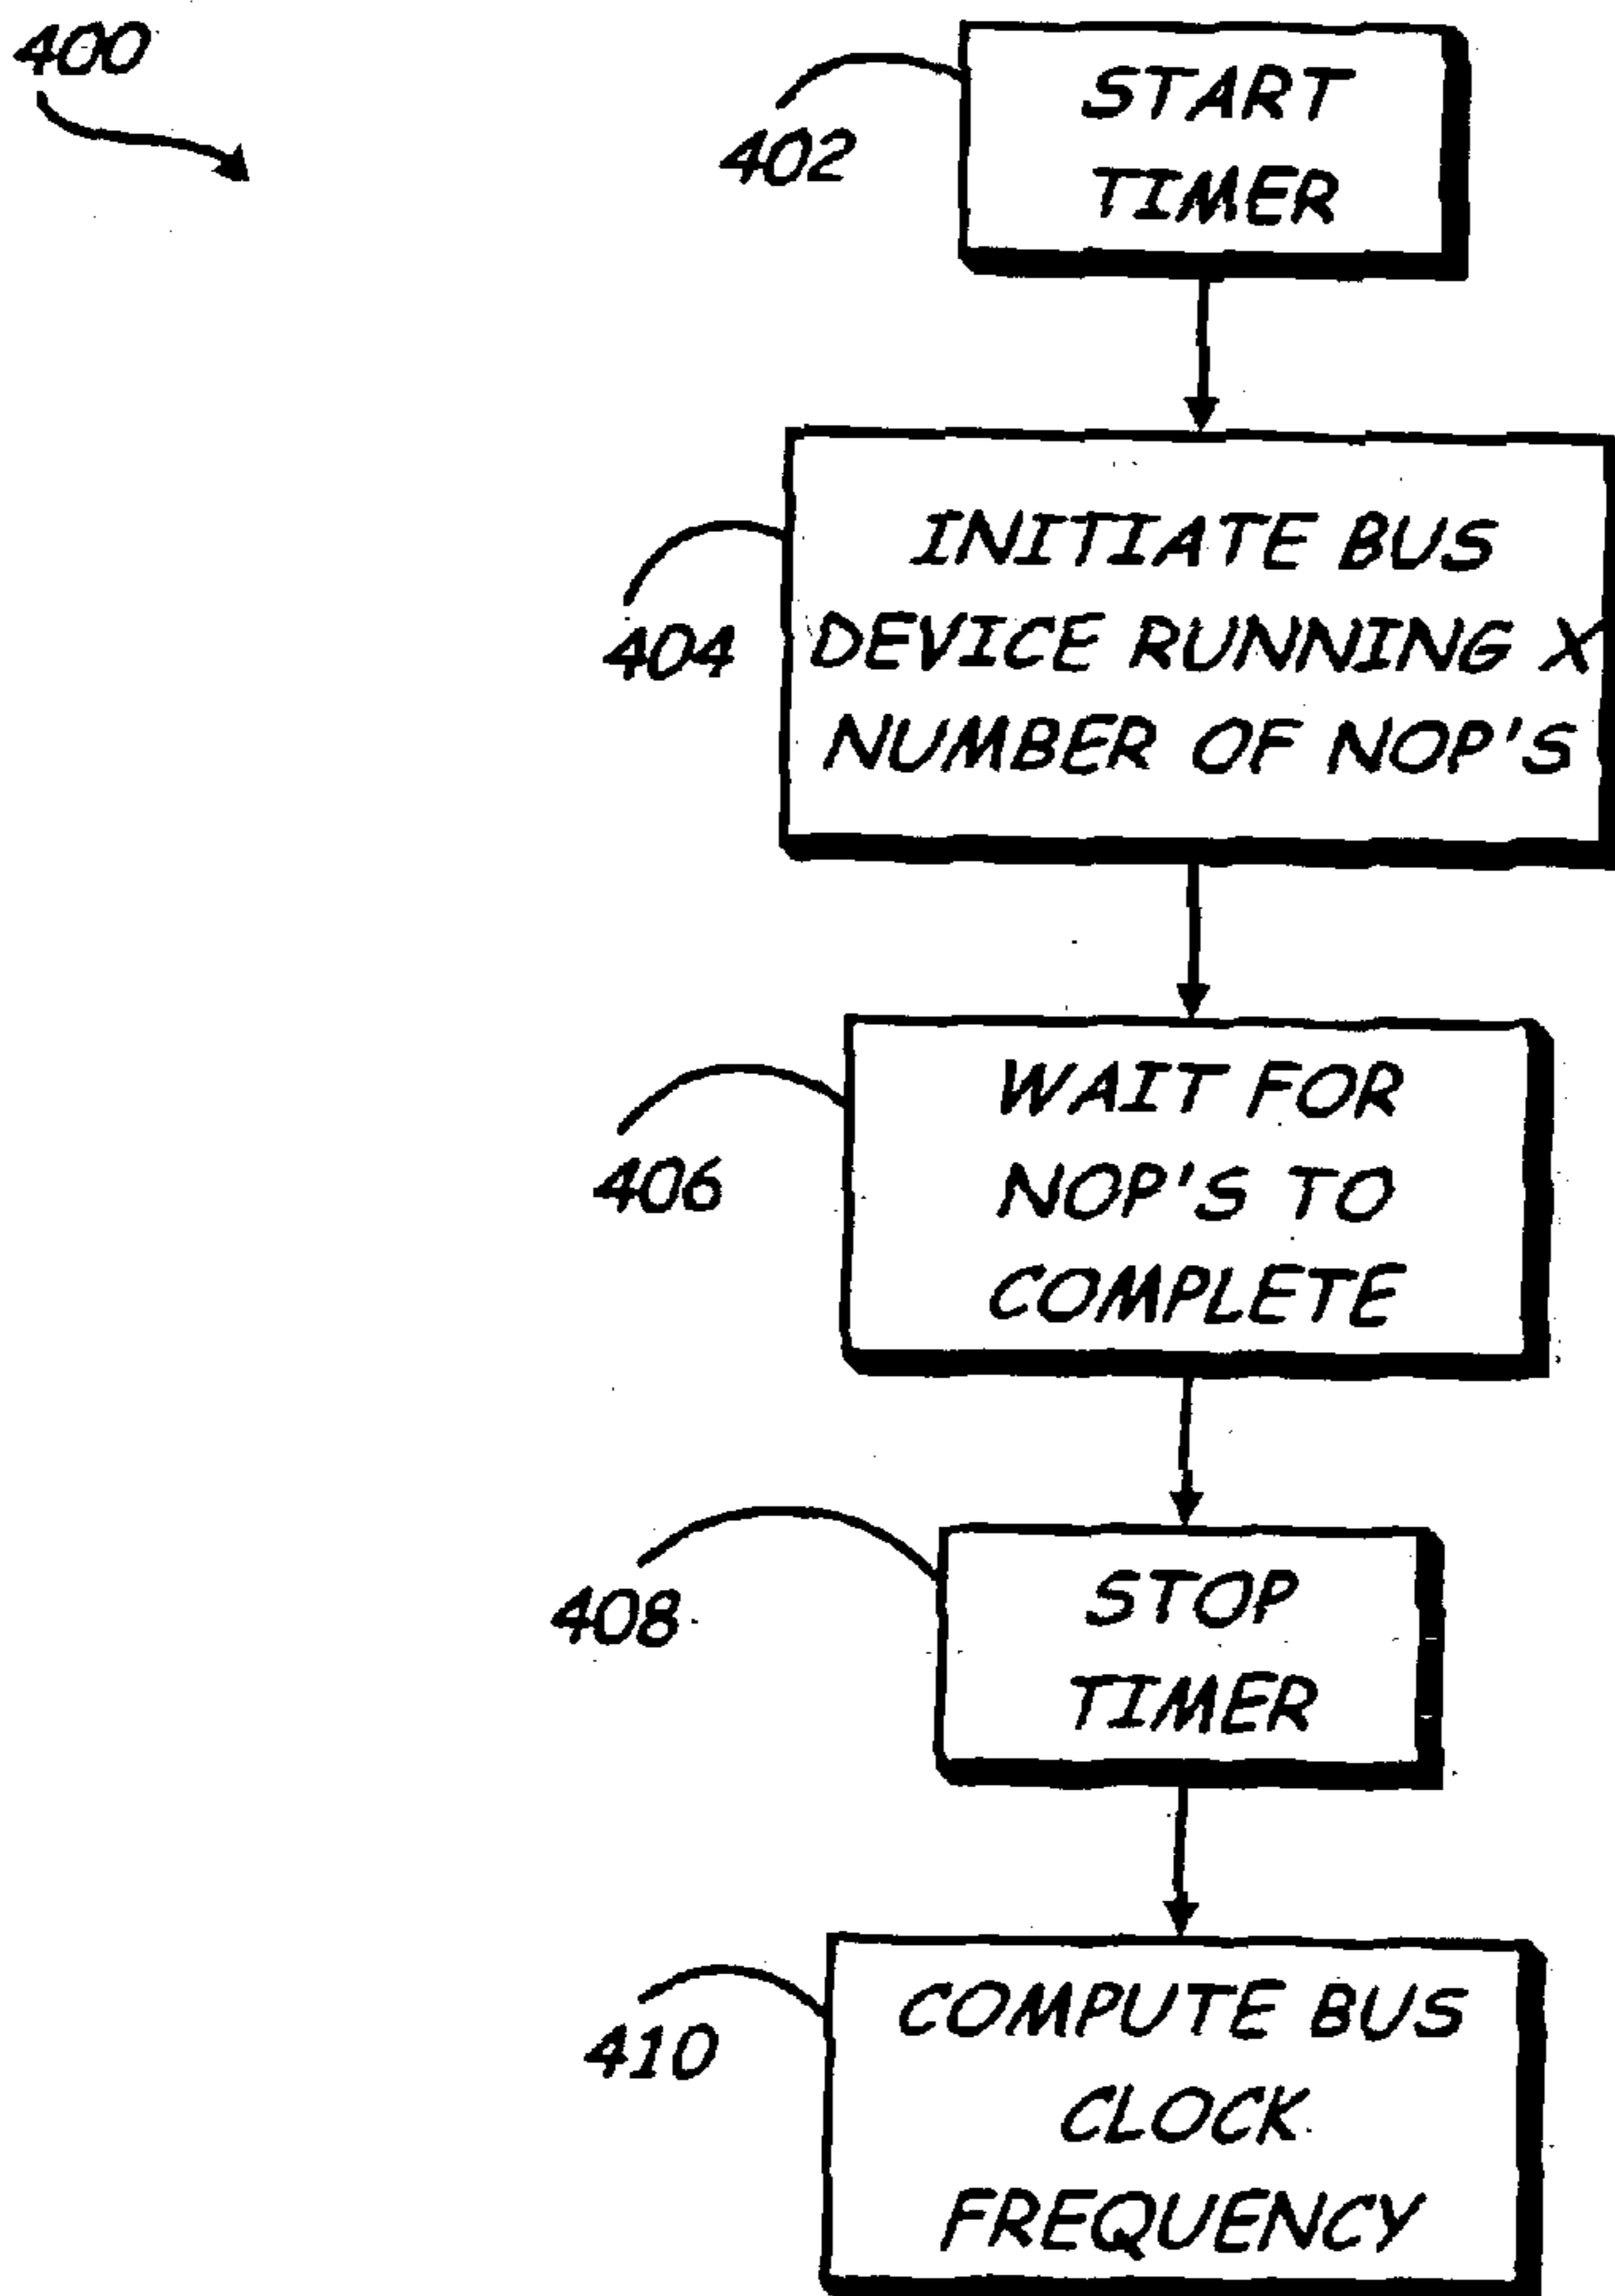 400
START
TIMER
402
INITIATE BUS
DEVICE RUNNING X
NUMBER OF NOP'S
404
WAIT FOR
NOP'S TO
COMPLETE
406
STOP
TIMER
408
COMPUTE BUS
CLOCK
FREQUENCY
410